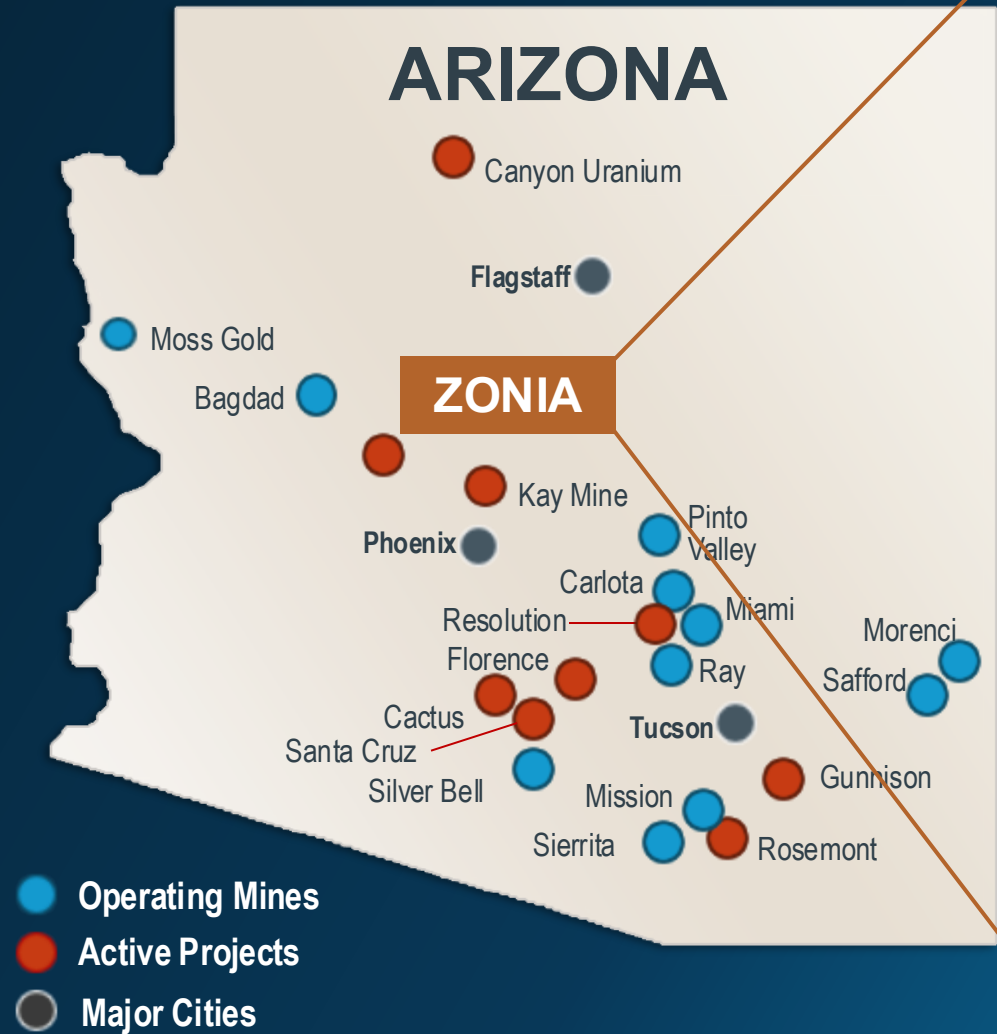 ARIZONA
Canyon Uranium
Flagstaff
Moss Gold
Bagdad
ZONIA
Kay Mine
Pinto
Valley
Phoenix
Carlota
Miami
Resolution
Morenci
Florence
Ray
Safford
Cactus
Tucson
Santa Cruz
Gunnison
Silver Bell
Mission
Sierrita
Rosemont
Operating Mines
Active Projects
Major Cities